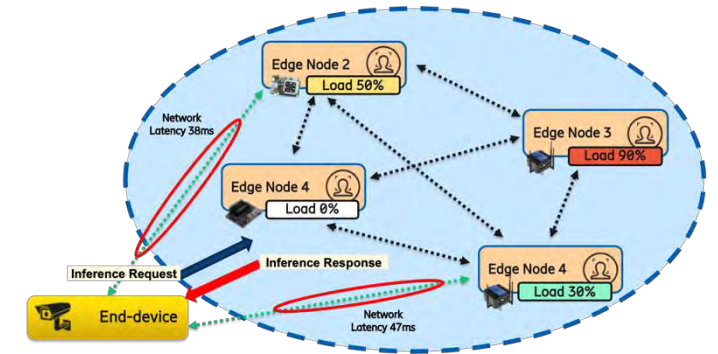 Edge Node 2
Load 50%
Network
Latency 38ms
Edge Node 3
Load 90%
Edge Node 4
Load 0%
Inference Request
Inference Response
Edge Node 4
Load 30%
End-device
Network
Latency 47ms